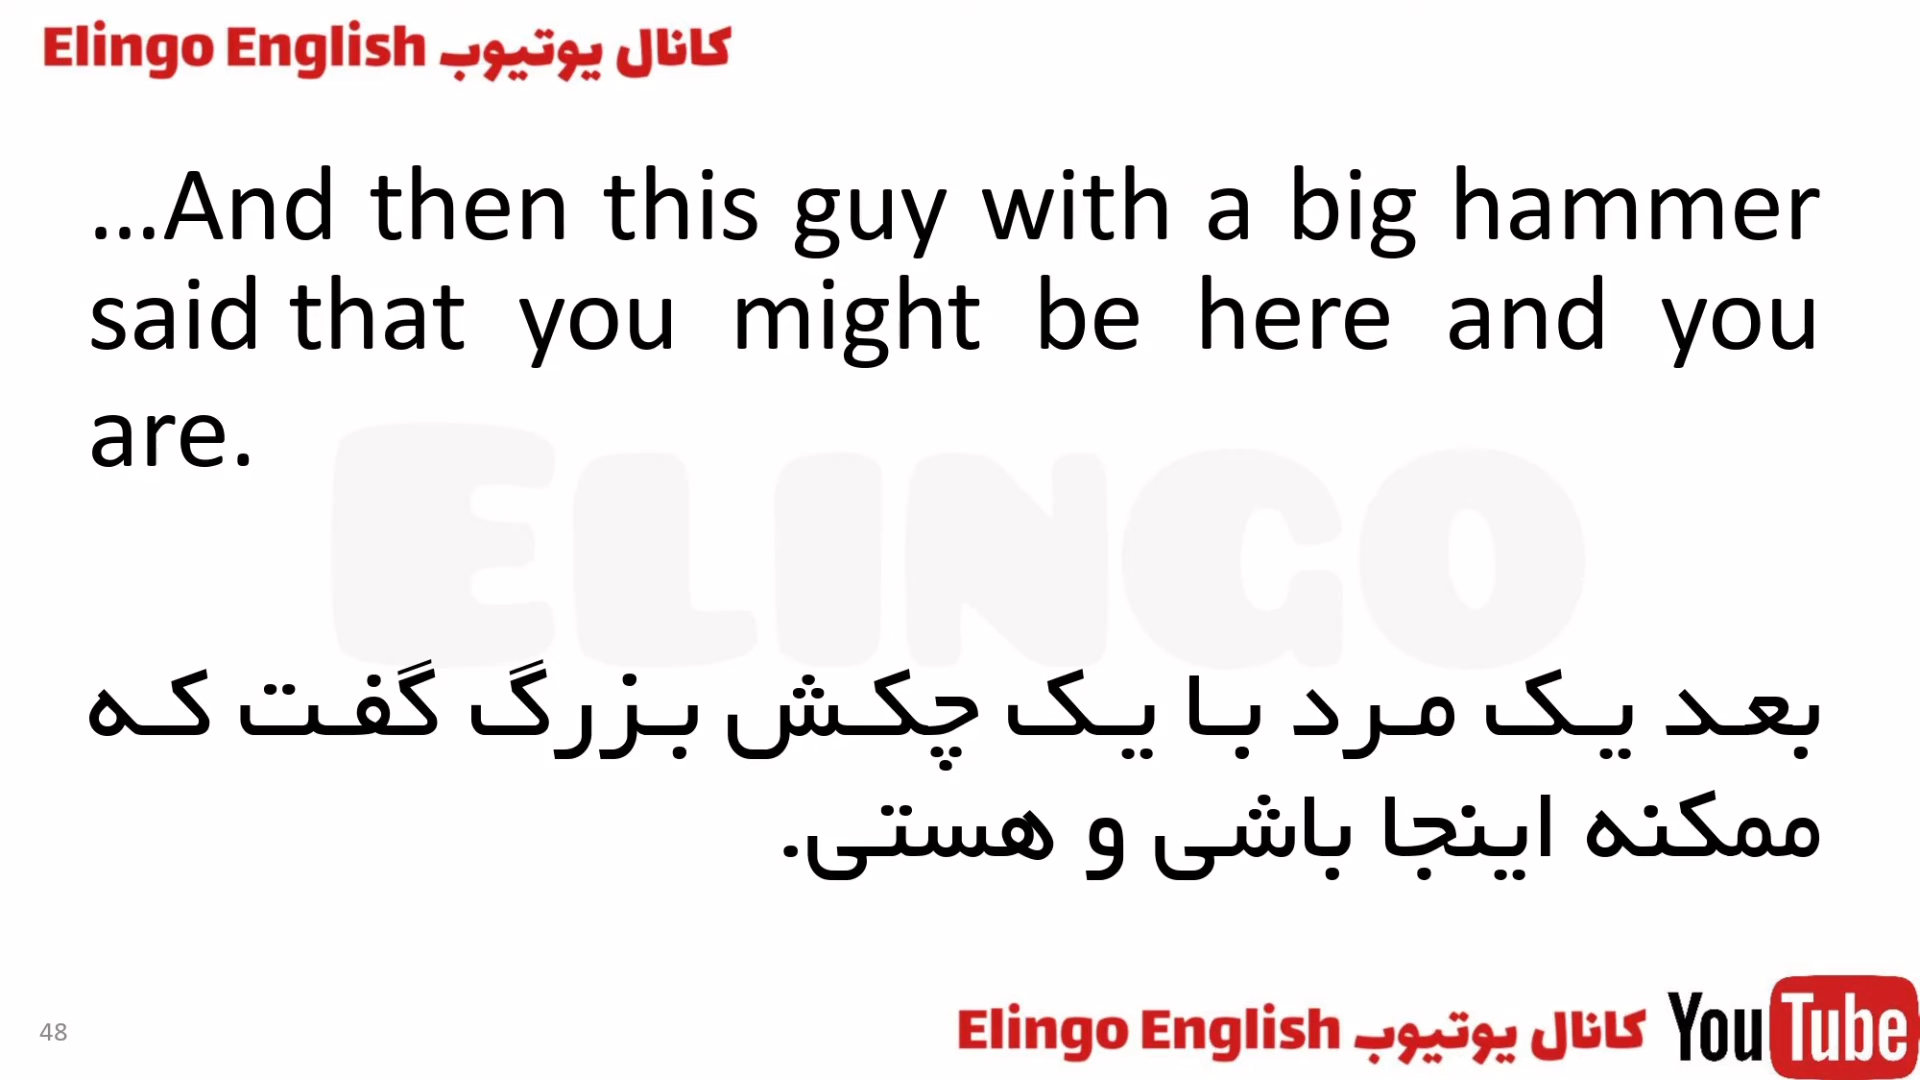 Elingo English کانال یوتیوب
...And then this guy with a big hammer
said that you might be here and you
are.
ELINGO
بعد یک مرد با یک چکش بزرگ گفت که
ممکنه اینجا باشی و هستی.
48
Elingo English کانال یوتیوب YouTube